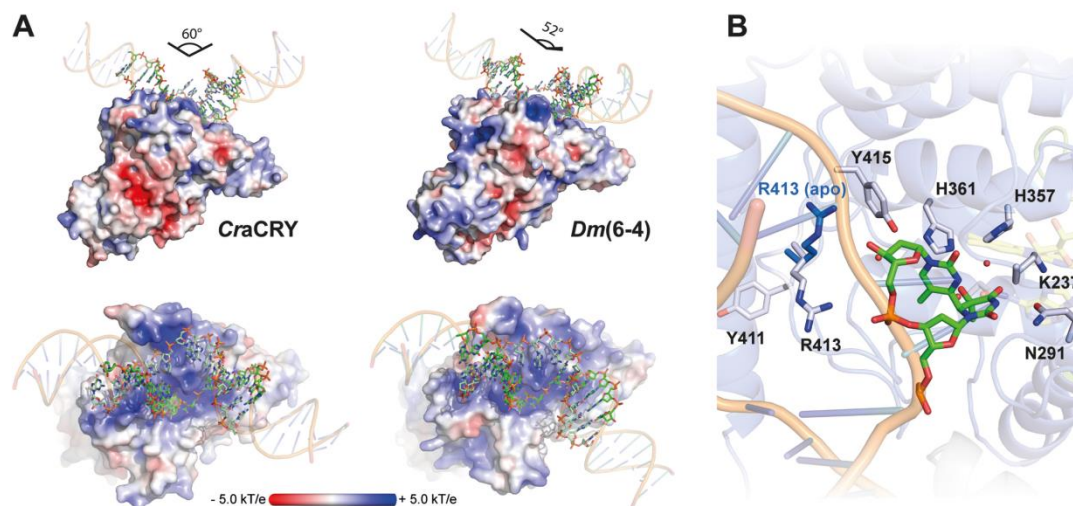 A
60°
52°
CraCRY
Dm(6-4)
- 5.0 kT/e
+ 5.0 kT/e
B
Y415
R413 (apo)
H361
H357
K237
Y411
R413
N291